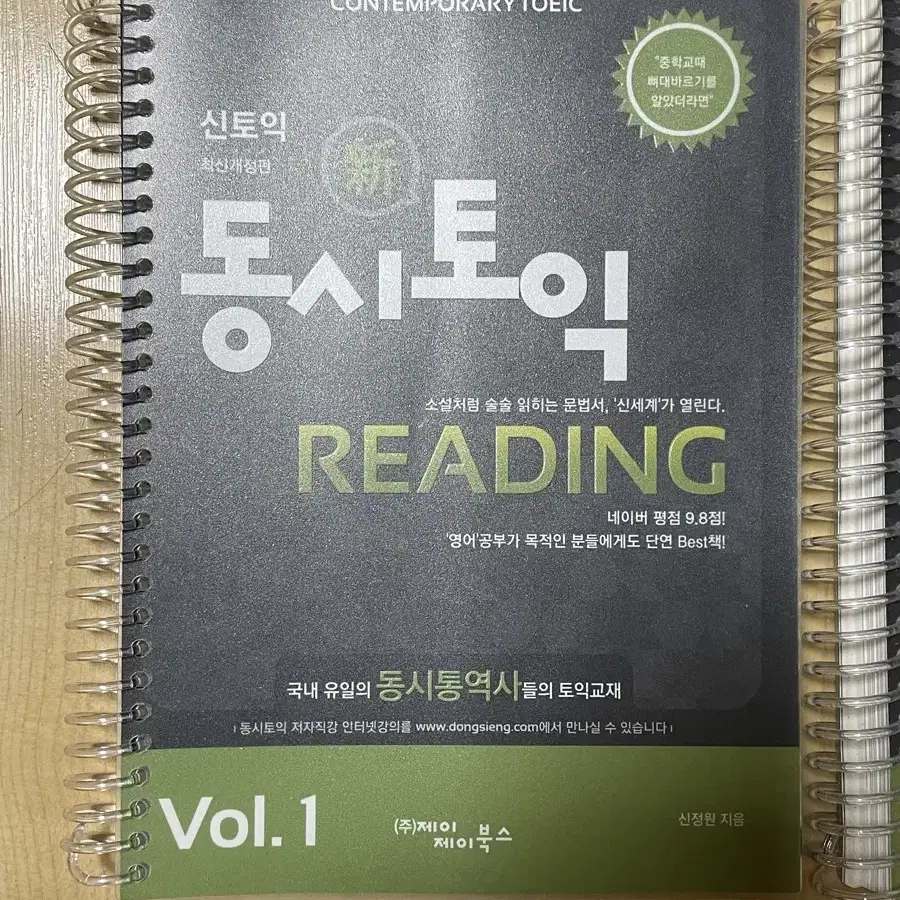 CONTEMPORARY TOEIC
"중학교때
뼈대바르기를
알았더라면"
신토익
최신개정판
新
동시토익
소설처럼 술술 읽히는 문법서, '신세계'가 열린다.
READING
네이버 평점 9.8점!
'영어'공부가 목적인 분들에게도 단연 Best책!
국내 유일의 동시통역사들의 토익교재
동시토익 저자직강 인터넷강의를 www.dongsieng.com에서 만나실 수 있습니다
Vol.1
(주)제이
제이북스
신정원 지음